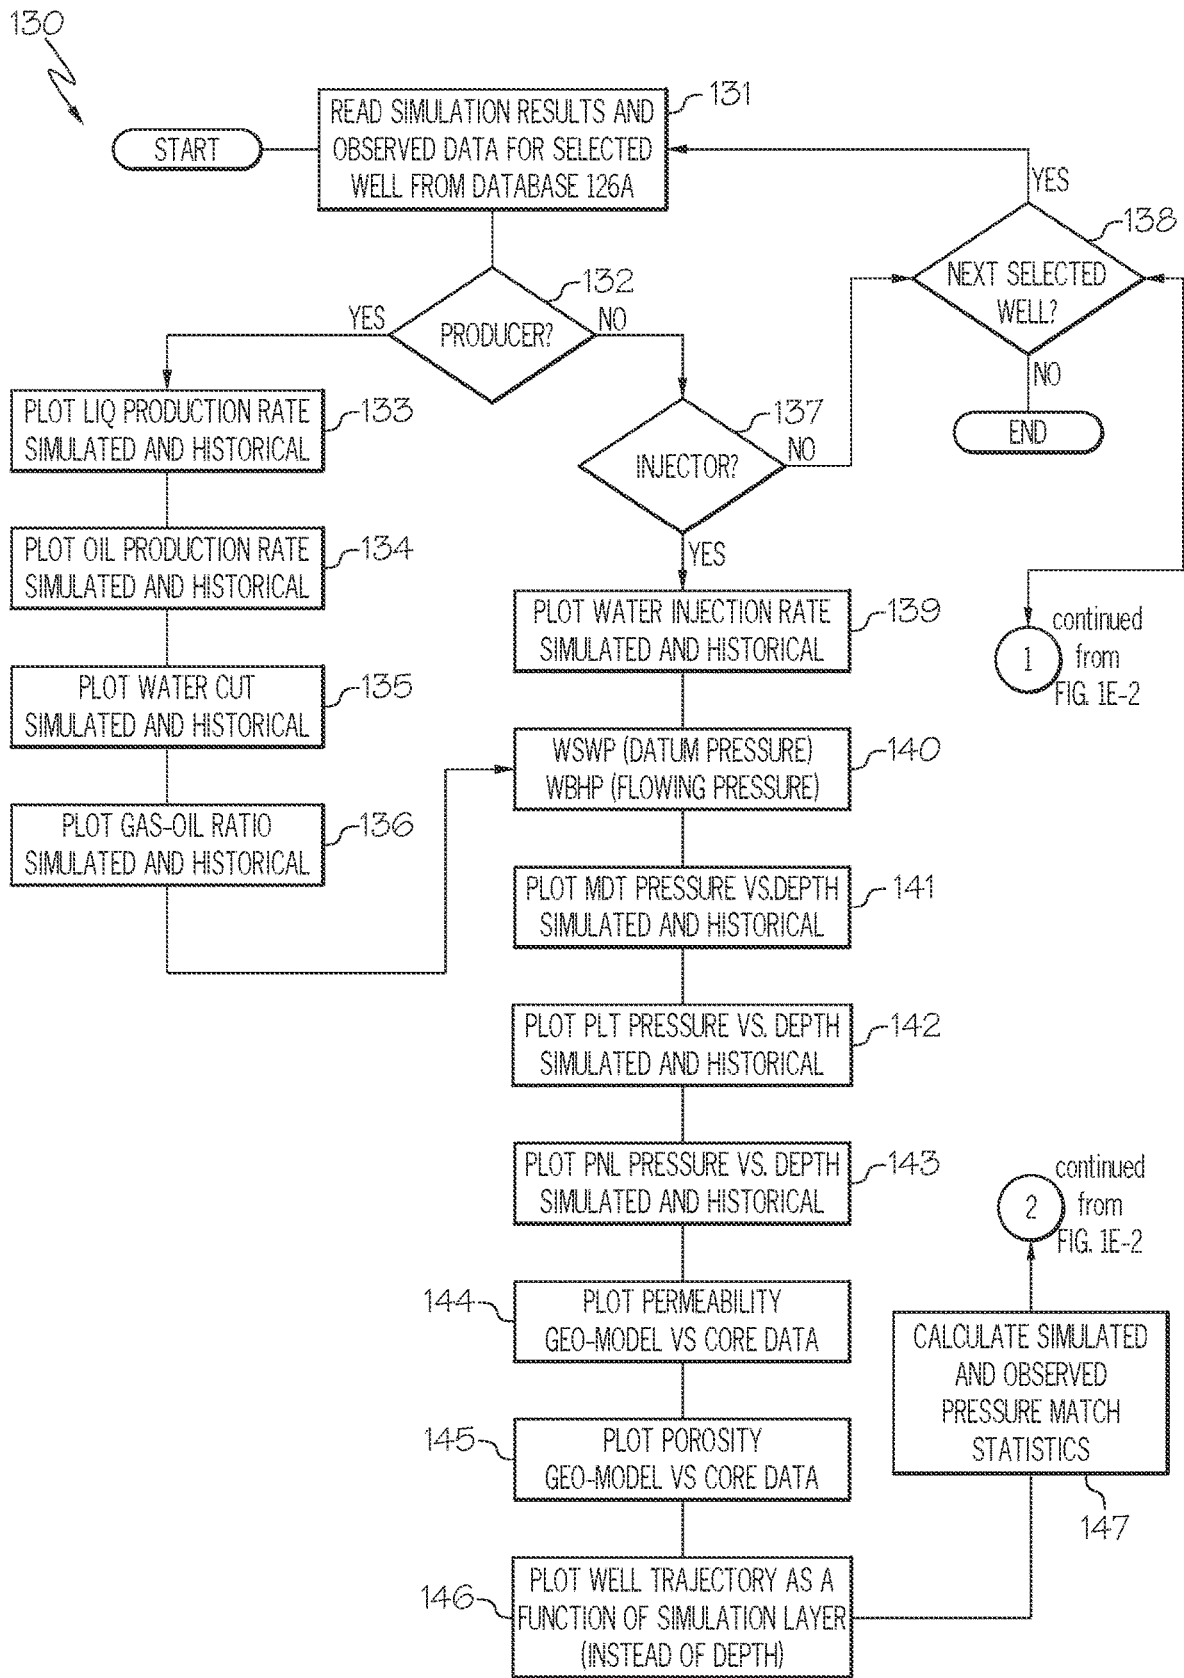 130
START
READ SIMULATION RESULTS AND
OBSERVED DATA FOR SELECTED
WELL FROM DATABASE 126A
131
YES
138
NEXT SELECTED
WELL?
NO
END
132
PRODUCER?
YES
NO
PLOT LIQ PRODUCTION RATE
SIMULATED AND HISTORICAL
133
137
INJECTOR?
NO
YES
PLOT OIL PRODUCTION RATE
SIMULATED AND HISTORICAL
134
PLOT WATER INJECTION RATE
SIMULATED AND HISTORICAL
139
1
continued
from
FIG. 1E-2
PLOT WATER CUT
SIMULATED AND HISTORICAL
135
WSWP (DATUM PRESSURE)
WBHP (FLOWING PRESSURE)
140
PLOT GAS-OIL RATIO
SIMULATED AND HISTORICAL
136
PLOT MDT PRESSURE VS.DEPTH
SIMULATED AND HISTORICAL
141
PLOT PLT PRESSURE VS. DEPTH
SIMULATED AND HISTORICAL
142
PLOT PNL PRESSURE VS. DEPTH
SIMULATED AND HISTORICAL
143
2
continued
from
FIG. 1E-2
144
PLOT PERMEABILITY
GEO-MODEL VS CORE DATA
CALCULATE SIMULATED
AND OBSERVED
PRESSURE MATCH
STATISTICS
147
145
PLOT POROSITY
GEO-MODEL VS CORE DATA
146
PLOT WELL TRAJECTORY AS A
FUNCTION OF SIMULATION LAYER
(INSTEAD OF DEPTH)